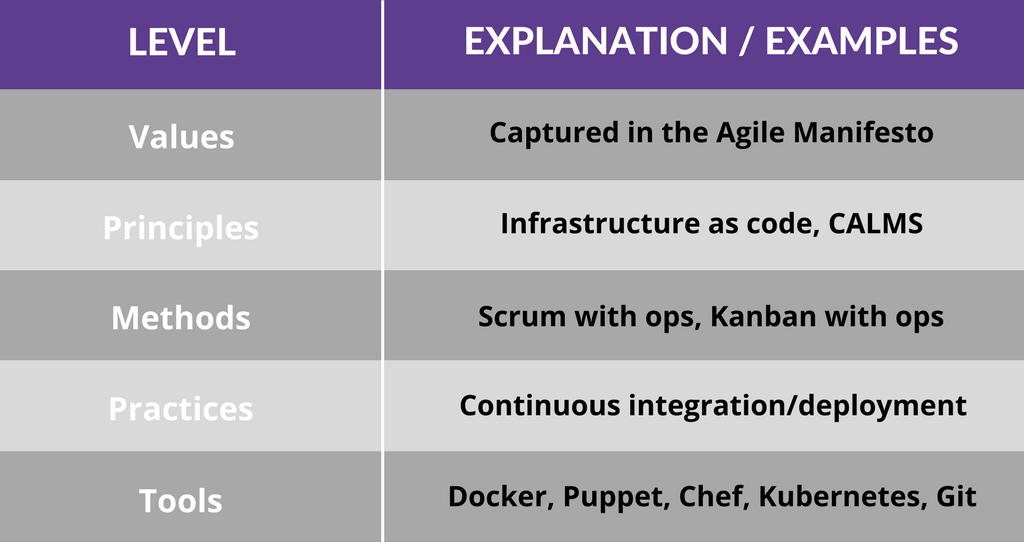 LEVEL
EXPLANATION / EXAMPLES
Values
Captured in the Agile Manifesto
Principles
Infrastructure as code, CALMS
Methods
Scrum with ops, Kanban with ops
Practices
Continuous integration/deployment
Tools
Docker, Puppet, Chef, Kubernetes, Git